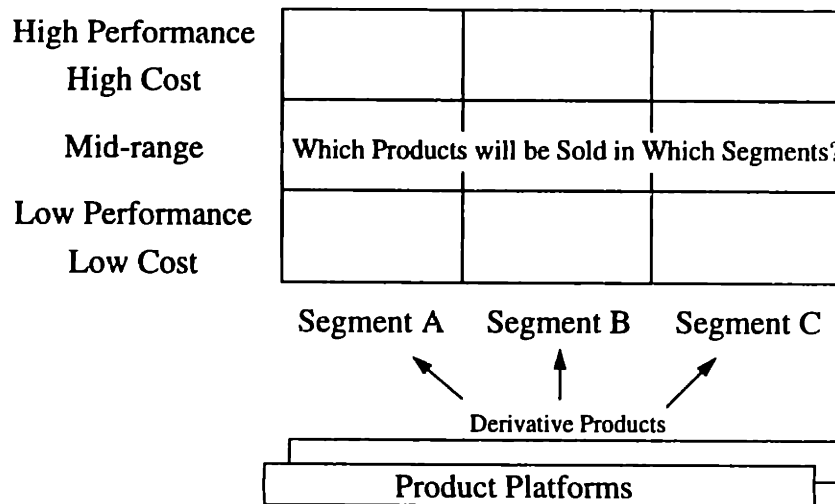 High Performance
High Cost
Mid-range
Which Products will be Sold in Which Segments?
Low Performance
Low Cost
Segment A Segment B Segment C
Derivative Products
Product Platforms